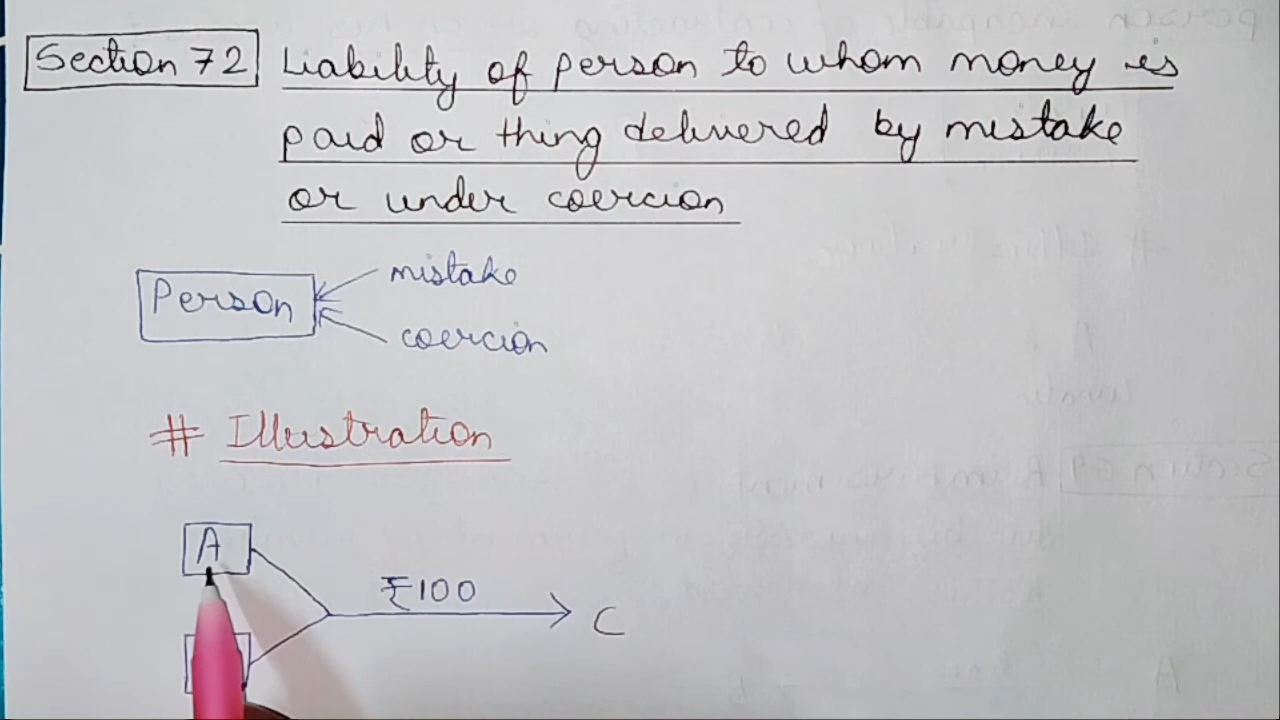 Section 72 Liability of person to whom money is
paid or thing delivered by mistake
or under coercion
Person
mistake
coercion
# Illustration
A
₹100
C